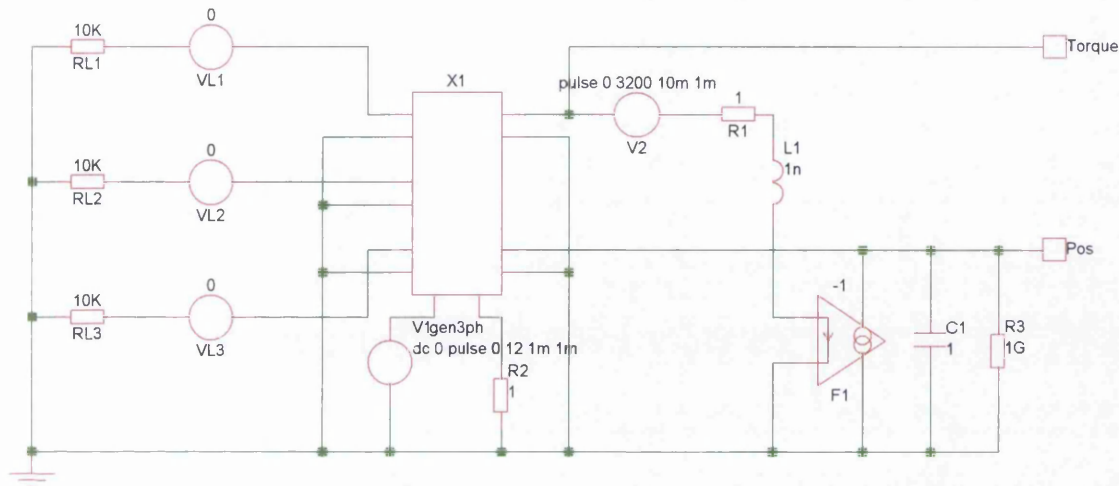 0
10K
RL1
VL1
Torque
X1
pulse 0 3200 10m 1m
1
R1
V2
L1
1n
0
10K
RL2
VL2
Pos
0
10K
RL3
VL3
-1
V1gen3ph
dc 0 pulse 0 12 1m 1m
R2
1
C1
1
R3
1G
F1